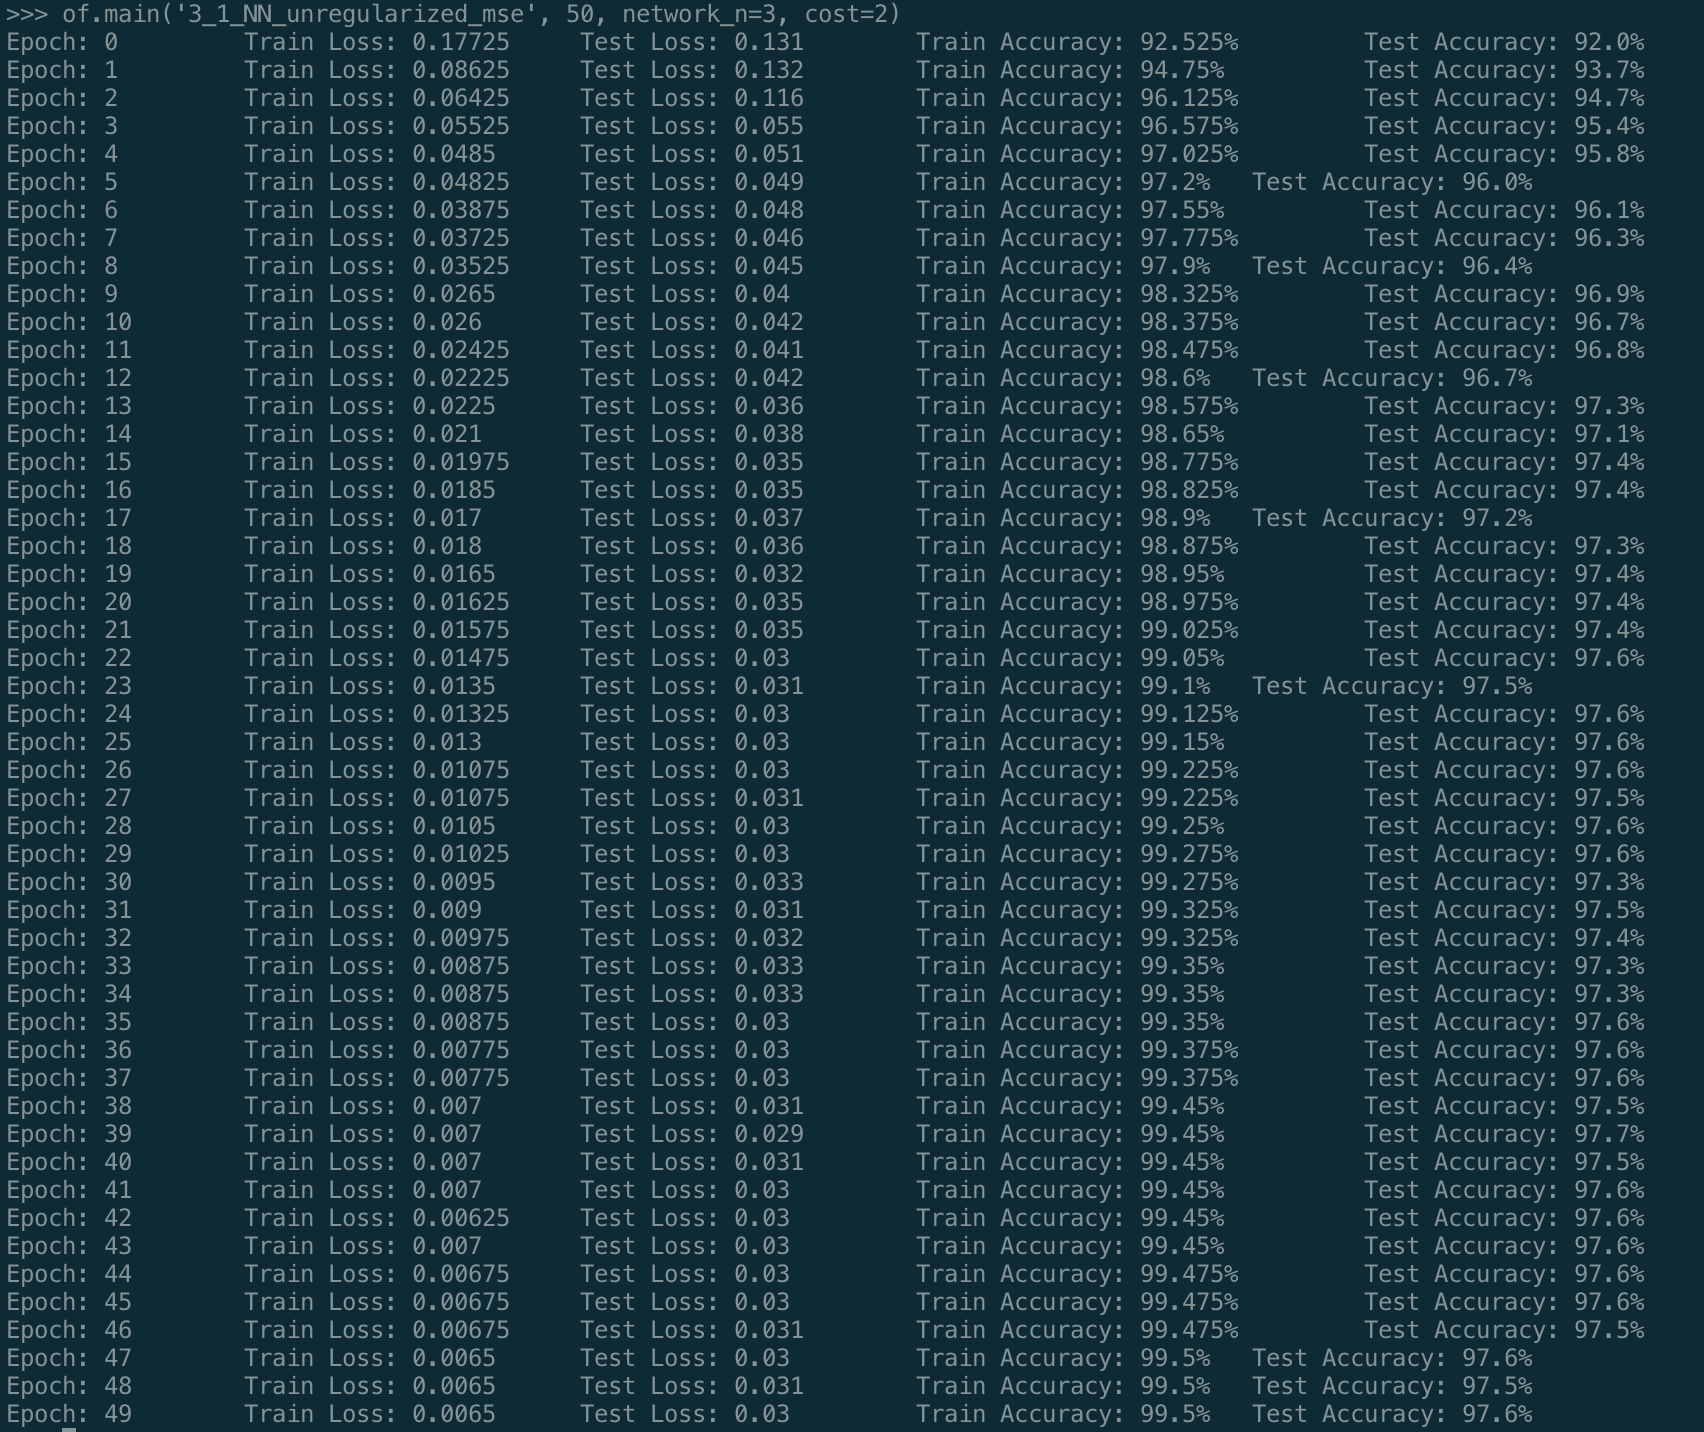 >>> of.main('3_1_NN_unregularized_mse', 50, network_n=3, cost=2)
Epoch: 0 Train Loss: 0.17725 Test Loss: 0.131 Train Accuracy: 92.525% Test Accuracy: 92.0%
Epoch: 1 Train Loss: 0.08625 Test Loss: 0.132 Train Accuracy: 94.75% Test Accuracy: 93.7%
Epoch: 2 Train Loss: 0.06425 Test Loss: 0.116 Train Accuracy: 96.125% Test Accuracy: 94.7%
Epoch: 3 Train Loss: 0.05525 Test Loss: 0.055 Train Accuracy: 96.575% Test Accuracy: 95.4%
Epoch: 4 Train Loss: 0.0485 Test Loss: 0.051 Train Accuracy: 97.025% Test Accuracy: 95.8%
Epoch: 5 Train Loss: 0.04825 Test Loss: 0.049 Train Accuracy: 97.2% Test Accuracy: 96.0%
Epoch: 6 Train Loss: 0.03875 Test Loss: 0.048 Train Accuracy: 97.55% Test Accuracy: 96.1%
Epoch: 7 Train Loss: 0.03725 Test Loss: 0.046 Train Accuracy: 97.775% Test Accuracy: 96.3%
Epoch: 8 Train Loss: 0.03525 Test Loss: 0.045 Train Accuracy: 97.9% Test Accuracy: 96.4%
Epoch: 9 Train Loss: 0.0265 Test Loss: 0.04 Train Accuracy: 98.325% Test Accuracy: 96.9%
Epoch: 10 Train Loss: 0.026 Test Loss: 0.042 Train Accuracy: 98.375% Test Accuracy: 96.7%
Epoch: 11 Train Loss: 0.02425 Test Loss: 0.041 Train Accuracy: 98.475% Test Accuracy: 96.8%
Epoch: 12 Train Loss: 0.02225 Test Loss: 0.042 Train Accuracy: 98.6% Test Accuracy: 96.7%
Epoch: 13 Train Loss: 0.0225 Test Loss: 0.036 Train Accuracy: 98.575% Test Accuracy: 97.3%
Epoch: 14 Train Loss: 0.021 Test Loss: 0.038 Train Accuracy: 98.65% Test Accuracy: 97.1%
Epoch: 15 Train Loss: 0.01975 Test Loss: 0.035 Train Accuracy: 98.775% Test Accuracy: 97.4%
Epoch: 16 Train Loss: 0.0185 Test Loss: 0.035 Train Accuracy: 98.825% Test Accuracy: 97.4%
Epoch: 17 Train Loss: 0.017 Test Loss: 0.037 Train Accuracy: 98.9% Test Accuracy: 97.2%
Epoch: 18 Train Loss: 0.018 Test Loss: 0.036 Train Accuracy: 98.875% Test Accuracy: 97.3%
Epoch: 19 Train Loss: 0.0165 Test Loss: 0.032 Train Accuracy: 98.95% Test Accuracy: 97.4%
Epoch: 20 Train Loss: 0.01625 Test Loss: 0.035 Train Accuracy: 98.975% Test Accuracy: 97.4%
Epoch: 21 Train Loss: 0.01575 Test Loss: 0.035 Train Accuracy: 99.025% Test Accuracy: 97.4%
Epoch: 22 Train Loss: 0.01475 Test Loss: 0.03 Train Accuracy: 99.05% Test Accuracy: 97.6%
Epoch: 23 Train Loss: 0.0135 Test Loss: 0.031 Train Accuracy: 99.1% Test Accuracy: 97.5%
Epoch: 24 Train Loss: 0.01325 Test Loss: 0.03 Train Accuracy: 99.125% Test Accuracy: 97.6%
Epoch: 25 Train Loss: 0.013 Test Loss: 0.03 Train Accuracy: 99.15% Test Accuracy: 97.6%
Epoch: 26 Train Loss: 0.01075 Test Loss: 0.03 Train Accuracy: 99.225% Test Accuracy: 97.6%
Epoch: 27 Train Loss: 0.01075 Test Loss: 0.031 Train Accuracy: 99.225% Test Accuracy: 97.5%
Epoch: 28 Train Loss: 0.0105 Test Loss: 0.03 Train Accuracy: 99.25% Test Accuracy: 97.6%
Epoch: 29 Train Loss: 0.01025 Test Loss: 0.03 Train Accuracy: 99.275% Test Accuracy: 97.6%
Epoch: 30 Train Loss: 0.0095 Test Loss: 0.033 Train Accuracy: 99.275% Test Accuracy: 97.3%
Epoch: 31 Train Loss: 0.009 Test Loss: 0.031 Train Accuracy: 99.325% Test Accuracy: 97.5%
Epoch: 32 Train Loss: 0.00975 Test Loss: 0.032 Train Accuracy: 99.325% Test Accuracy: 97.4%
Epoch: 33 Train Loss: 0.00875 Test Loss: 0.033 Train Accuracy: 99.35% Test Accuracy: 97.3%
Epoch: 34 Train Loss: 0.00875 Test Loss: 0.033 Train Accuracy: 99.35% Test Accuracy: 97.3%
Epoch: 35 Train Loss: 0.00875 Test Loss: 0.03 Train Accuracy: 99.35% Test Accuracy: 97.6%
Epoch: 36 Train Loss: 0.00775 Test Loss: 0.03 Train Accuracy: 99.375% Test Accuracy: 97.6%
Epoch: 37 Train Loss: 0.00775 Test Loss: 0.03 Train Accuracy: 99.375% Test Accuracy: 97.6%
Epoch: 38 Train Loss: 0.007 Test Loss: 0.031 Train Accuracy: 99.45% Test Accuracy: 97.5%
Epoch: 39 Train Loss: 0.007 Test Loss: 0.029 Train Accuracy: 99.45% Test Accuracy: 97.7%
Epoch: 40 Train Loss: 0.007 Test Loss: 0.031 Train Accuracy: 99.45% Test Accuracy: 97.5%
Epoch: 41 Train Loss: 0.007 Test Loss: 0.03 Train Accuracy: 99.45% Test Accuracy: 97.6%
Epoch: 42 Train Loss: 0.00625 Test Loss: 0.03 Train Accuracy: 99.45% Test Accuracy: 97.6%
Epoch: 43 Train Loss: 0.007 Test Loss: 0.03 Train Accuracy: 99.45% Test Accuracy: 97.6%
Epoch: 44 Train Loss: 0.00675 Test Loss: 0.03 Train Accuracy: 99.475% Test Accuracy: 97.6%
Epoch: 45 Train Loss: 0.00675 Test Loss: 0.03 Train Accuracy: 99.475% Test Accuracy: 97.6%
Epoch: 46 Train Loss: 0.00675 Test Loss: 0.031 Train Accuracy: 99.475% Test Accuracy: 97.5%
Epoch: 47 Train Loss: 0.0065 Test Loss: 0.03 Train Accuracy: 99.5% Test Accuracy: 97.6%
Epoch: 48 Train Loss: 0.0065 Test Loss: 0.031 Train Accuracy: 99.5% Test Accuracy: 97.5%
Epoch: 49 Train Loss: 0.0065 Test Loss: 0.03 Train Accuracy: 99.5% Test Accuracy: 97.6%